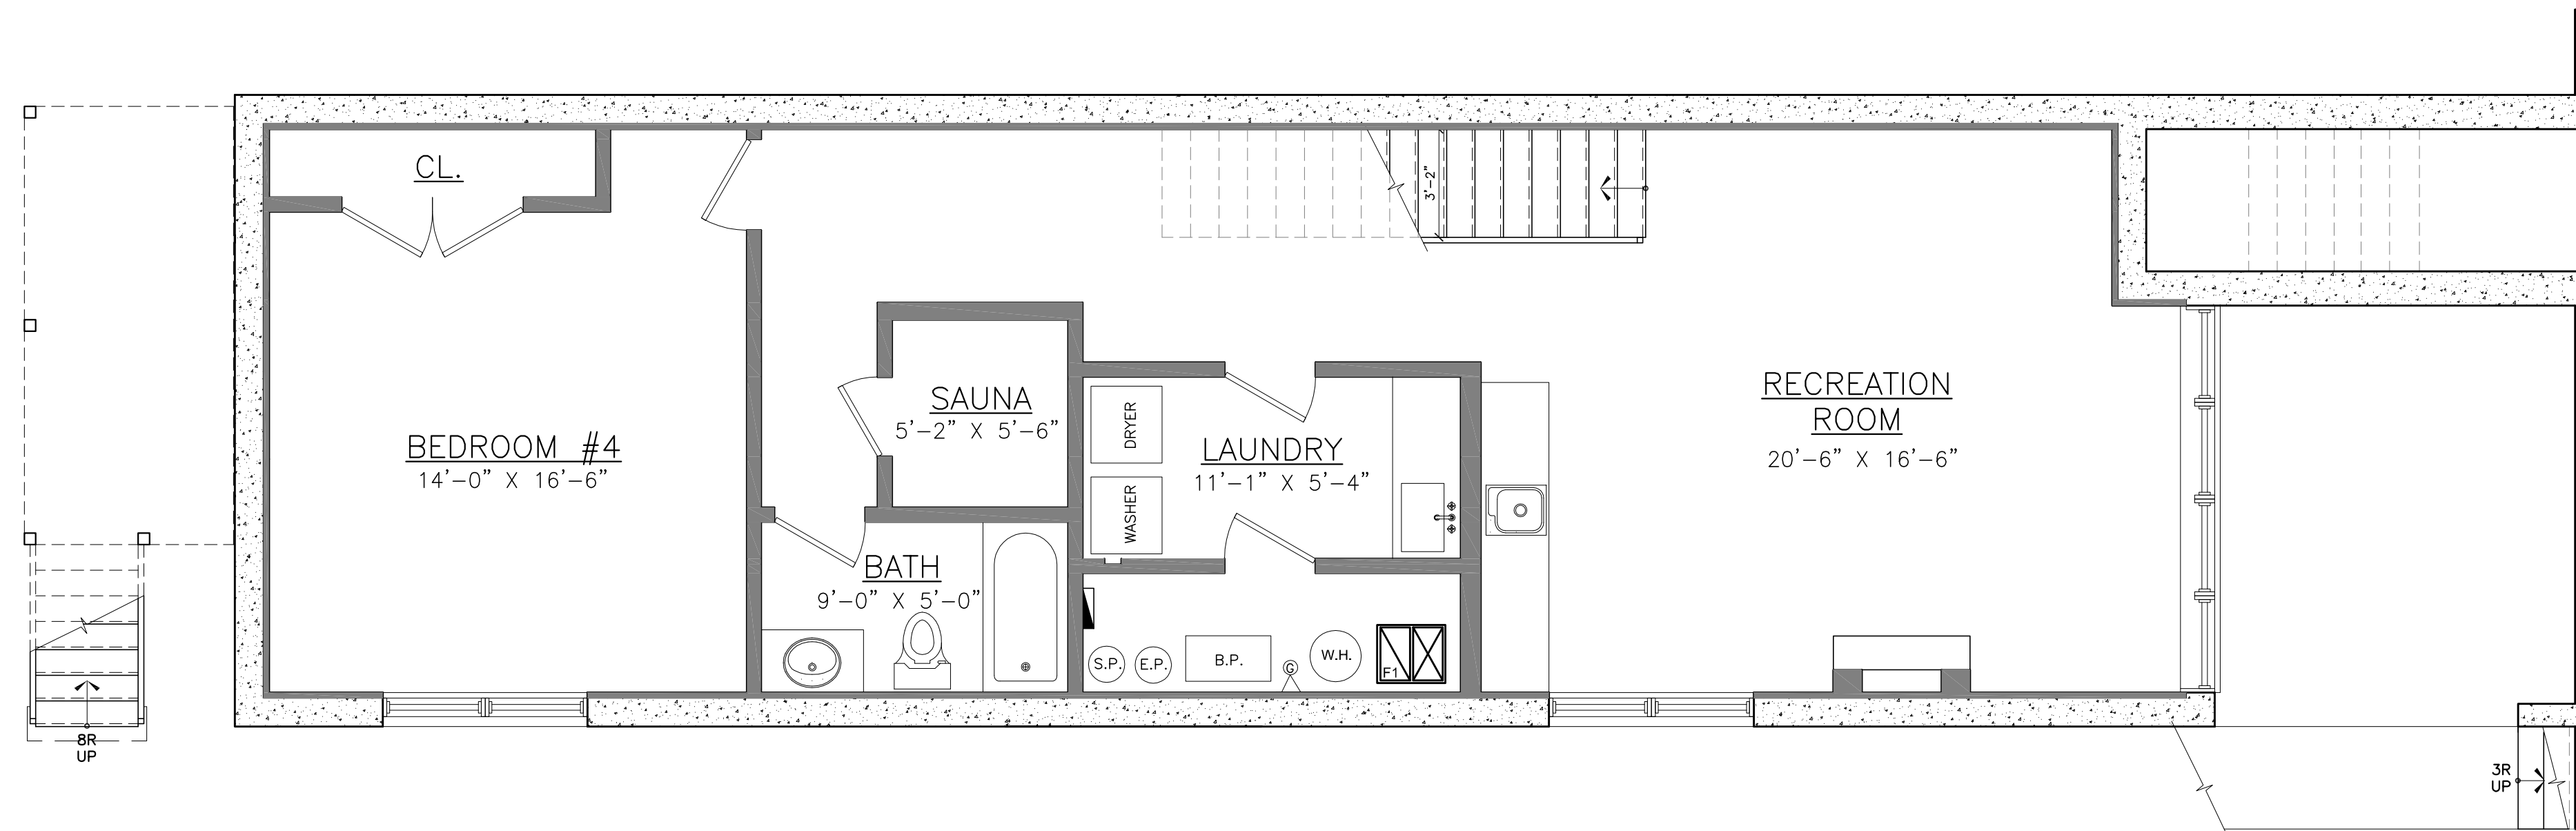 CL.
3'-2"
BEDROOM #4
14'-0" X 16'-6"
SAUNA
5'-2" X 5'-6"
DRYER
WASHER
LAUNDRY
11'-1" X 5'-4"
RECREATION
ROOM
20'-6" X 16'-6"
BATH
9'-0" X 5'-0"
S.P.
E.P.
B.P.
G
W.H.
F1
8R
UP
3R
UP